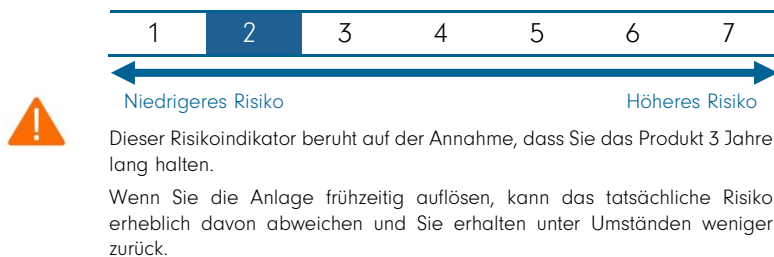 1 2 3 4 5 6 7
Niedrigeres Risiko Höheres Risiko
Dieser Risikoindikator beruht auf der Annahme, dass Sie das Produkt 3 Jahre
lang halten.
Wenn Sie die Anlage frühzeitig auflösen, kann das tatsächliche Risiko
erheblich davon abweichen und Sie erhalten unter Umständen weniger
zurück.